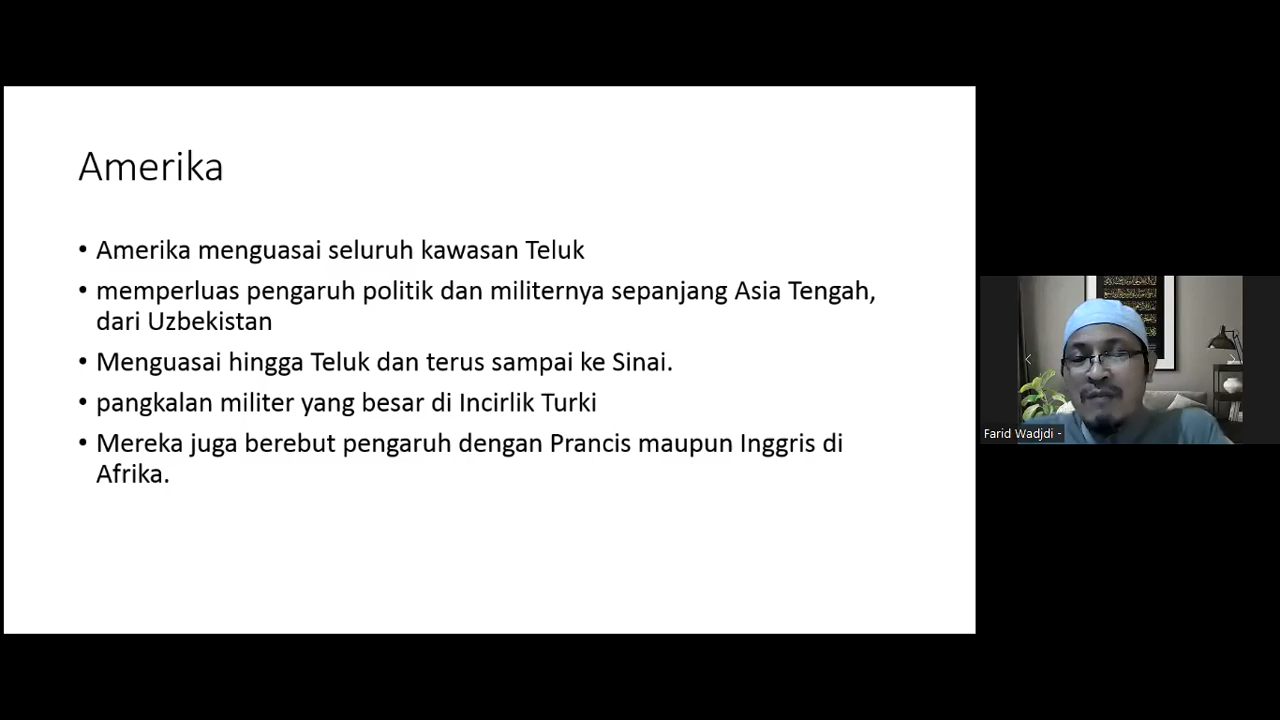 Amerika
• Amerika menguasai seluruh kawasan Teluk
• memperluas pengaruh politik dan militernya sepanjang Asia Tengah,
dari Uzbekistan
• Menguasai hingga Teluk dan terus sampai ke Sinai.
• pangkalan militer yang besar di Incirlik Turki
• Mereka juga berebut pengaruh dengan Prancis maupun Inggris di
Afrika.
Farid Wadjdi -